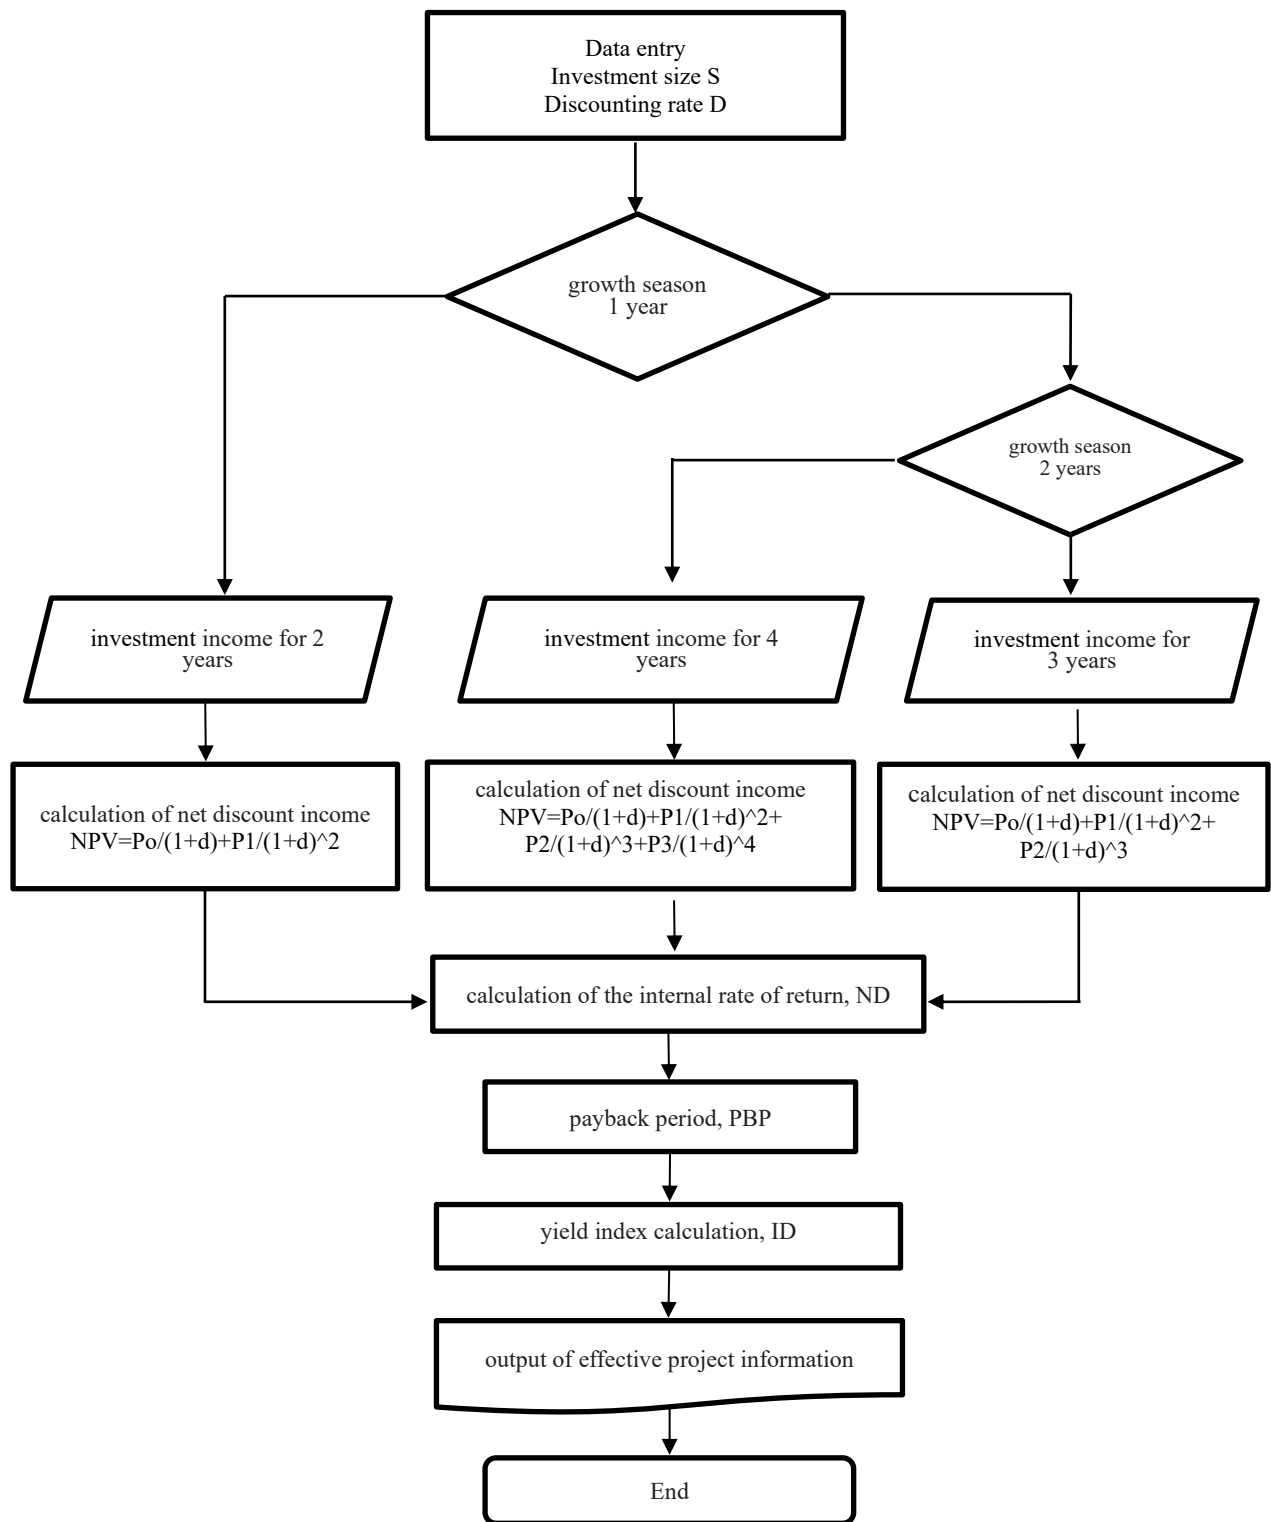 Data entry
Investment size S
Discounting rate D
growth season
1 year
growth season
2 years
investment income for 2
years
investment income for 4
years
investment income for
3 years
calculation of net discount income
NPV=Po/(1+d)+P1/(1+d)^2
calculation of net discount income
NPV=Po/(1+d)+P1/(1+d)^2+
P2/(1+d)^3+P3/(1+d)^4
calculation of net discount income
NPV=Po/(1+d)+P1/(1+d)^2+
P2/(1+d)^3
calculation of the internal rate of return, ND
payback period, PBP
yield index calculation, ID
output of effective project information
End